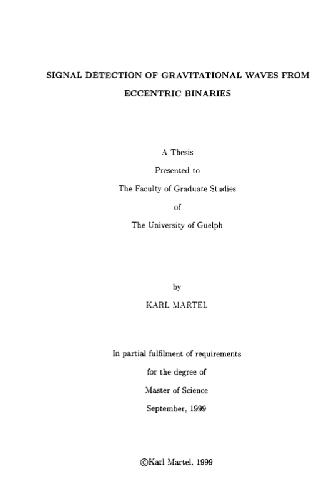 SIGNAL DETECTION OF GRAVITATIONAL WAVES FROM
ECCENTRIC BINARIES
A Thesis
Presented to
The Faculty of Graduate Studies
of
The University of Guelph
by
KARL MARTEL
In partial fulfilment of requirements
for the degree of
Master of Science
September, 1999
©Karl Martel, 1999